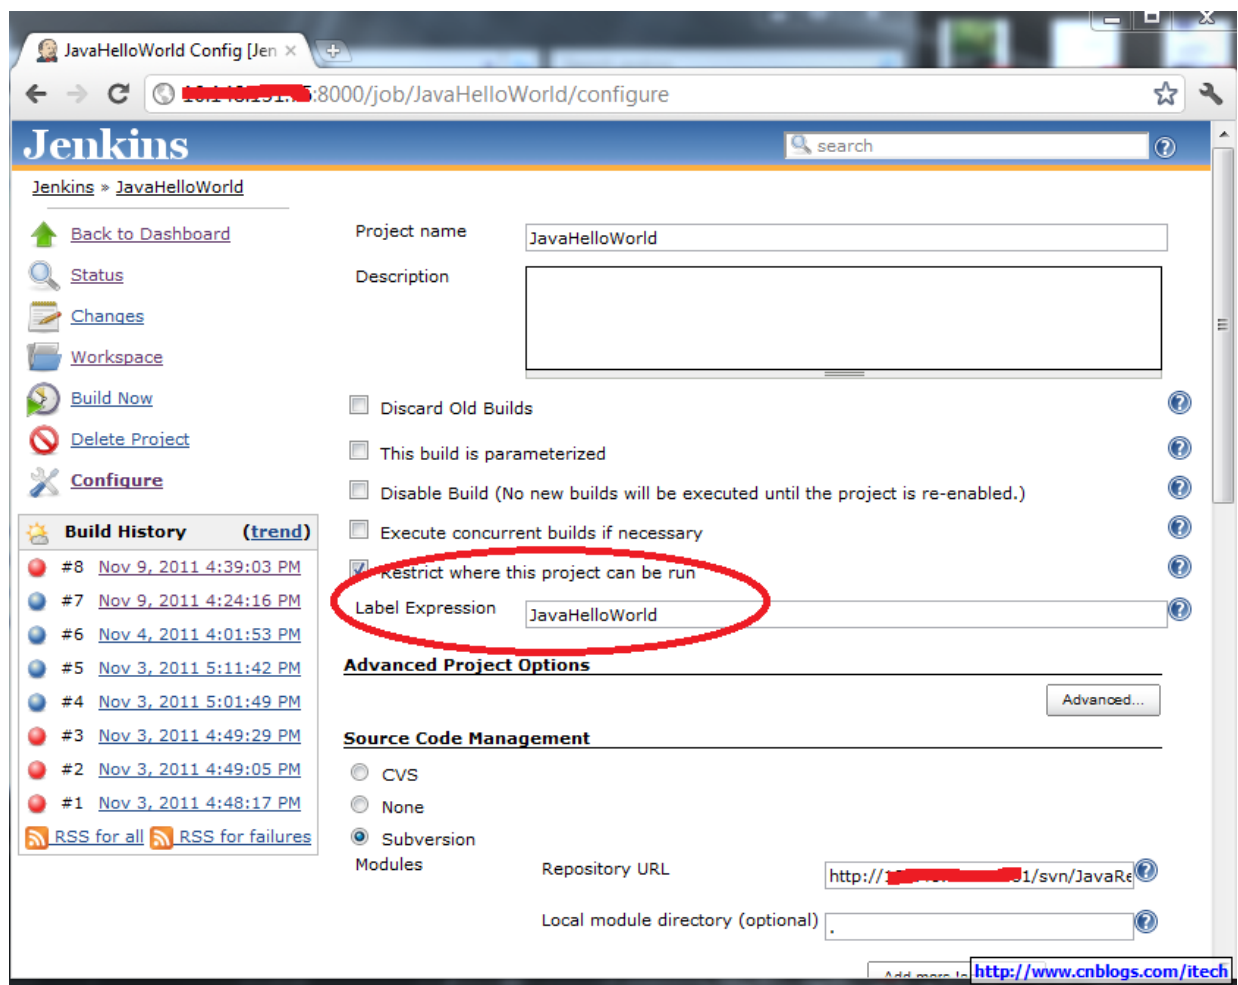 JavaHelloWorld Config [Jen
:8000/job/JavaHelloWorld/configure
Jenkins
search
Jenkins » JavaHelloWorld
Back to Dashboard
Status
Changes
Workspace
Build Now
Delete Project
Configure
Build History (trend)
#8 Nov 9, 2011 4:39:03 PM
#7 Nov 9, 2011 4:24:16 PM
#6 Nov 4, 2011 4:01:53 PM
#5 Nov 3, 2011 5:11:42 PM
#4 Nov 3, 2011 5:01:49 PM
#3 Nov 3, 2011 4:49:29 PM
#2 Nov 3, 2011 4:49:05 PM
#1 Nov 3, 2011 4:48:17 PM
RSS for all RSS for failures
Project name JavaHelloWorld
Description
Discard Old Builds
This build is parameterized
Disable Build (No new builds will be executed until the project is re-enabled.)
Execute concurrent builds if necessary
Restrict where this project can be run
Label Expression JavaHelloWorld
Advanced Project Options
Advanced...
Source Code Management
CVS
None
Subversion
Modules
Repository URL http://1 1/svn/JavaRe
Local module directory (optional) .
Add more
http://www.cnblogs.com/itech